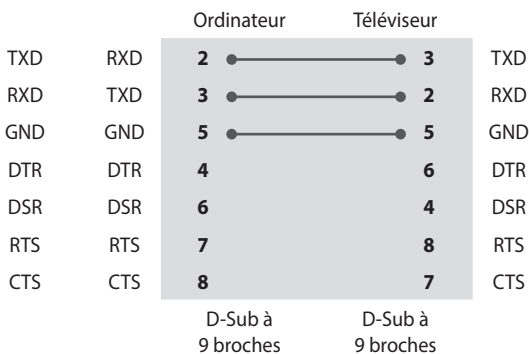 Ordinateur Téléviseur
TXD RXD 2 3 TXD
RXD TXD 3 2 RXD
GND GND 5 5 GND
DTR DTR 4 6 DTR
DSR DSR 6 4 DSR
RTS RTS 7 8 RTS
CTS CTS 8 7 CTS
D-Sub à D-Sub à
9 broches 9 broches